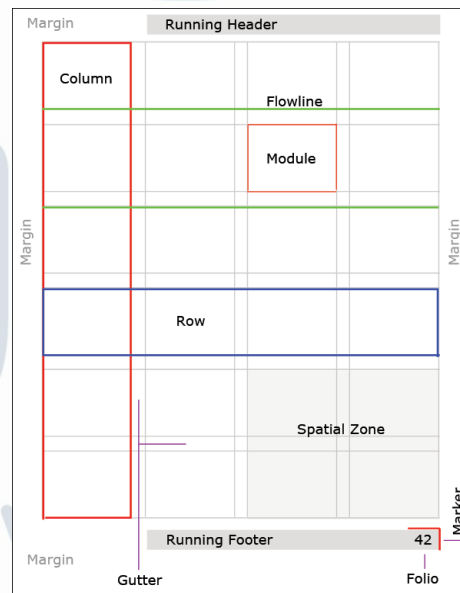 Margin
Running Header
Column
Flowline
Module
Margin
Margin
Row
Spatial Zone
Marker
Running Footer
42
Margin
Gutter
Folio